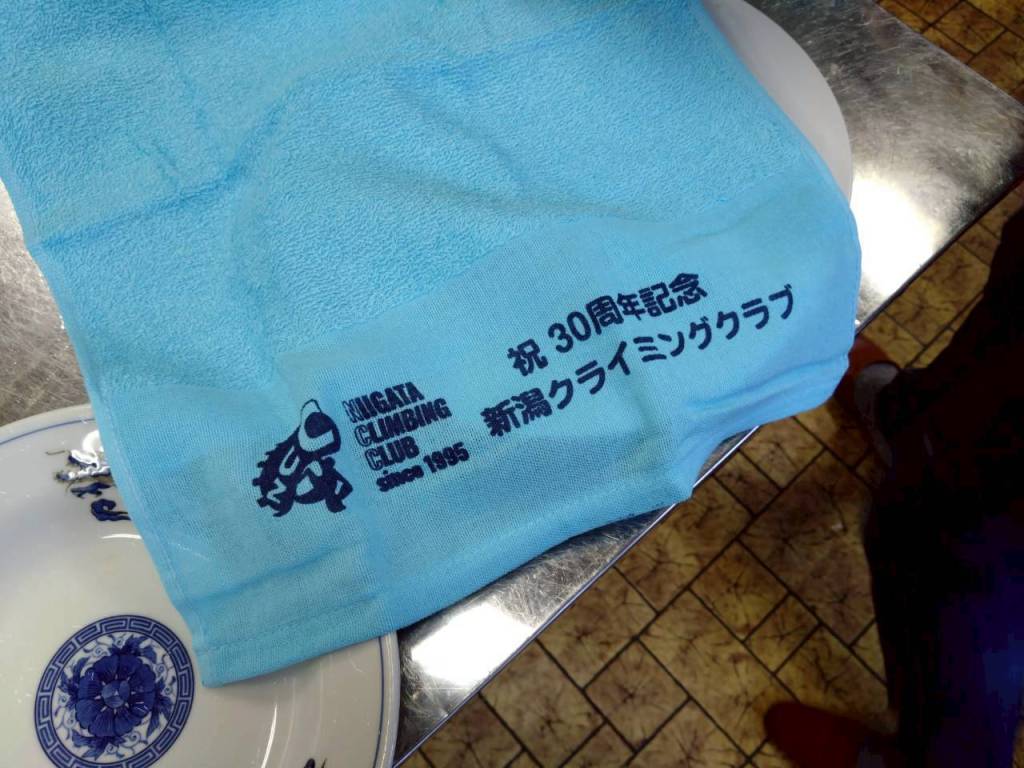 祝 30周年記念
新潟クライミングクラブ
NIIGATA
CLIMBING
CLUB
since 1995